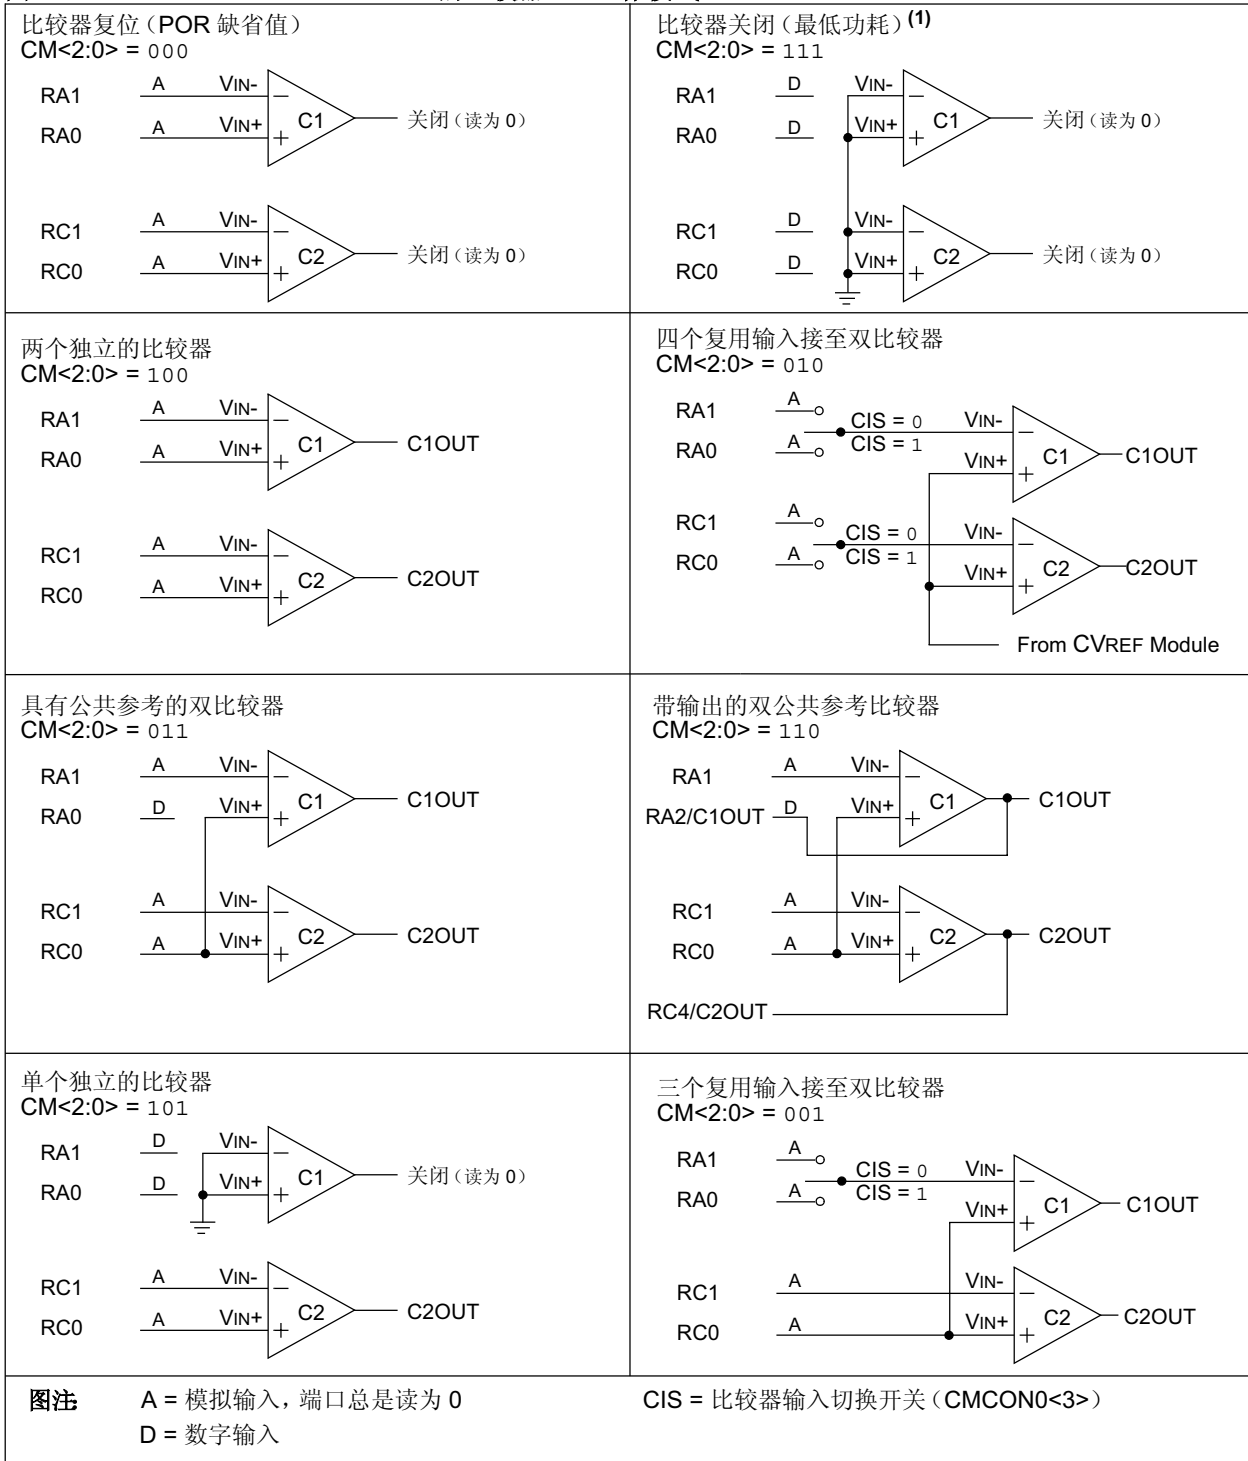 比较器复位（POR 缺省值）
CM<2:0> = 000
RA1 A VIN-
RA0 A VIN+ C1 关闭（读为 0）
RC1 A VIN-
RC0 A VIN+ C2 关闭（读为 0）
比较器关闭（最低功耗）(1)
CM<2:0> = 111
RA1 D VIN-
RA0 D VIN+ C1 关闭（读为 0）
RC1 D VIN-
RC0 D VIN+ C2 关闭（读为 0）
两个独立的比较器
CM<2:0> = 100
RA1 A VIN-
RA0 A VIN+ C1 C1OUT
RC1 A VIN-
RC0 A VIN+ C2 C2OUT
四个复用输入接至双比较器
CM<2:0> = 010
RA1 A CIS = 0 VIN-
RA0 A CIS = 1 VIN+ C1 C1OUT
RC1 A CIS = 0 VIN-
RC0 A CIS = 1 VIN+ C2 C2OUT
From CVREF Module
具有公共参考的双比较器
CM<2:0> = 011
RA1 A VIN-
RA0 D VIN+ C1 C1OUT
RC1 A VIN-
RC0 A VIN+ C2 C2OUT
带输出的双公共参考比较器
CM<2:0> = 110
RA1 A VIN-
RA2/C1OUT D VIN+ C1 C1OUT
RC1 A VIN-
RC0 A VIN+ C2 C2OUT
RC4/C2OUT
单个独立的比较器
CM<2:0> = 101
RA1 D VIN-
RA0 D VIN+ C1 关闭（读为 0）
RC1 A VIN-
RC0 A VIN+ C2 C2OUT
三个复用输入接至双比较器
CM<2:0> = 001
RA1 A CIS = 0 VIN-
RA0 A CIS = 1 VIN+ C1 C1OUT
RC1 A VIN-
RC0 A VIN+ C2 C2OUT
图注: A = 模拟输入，端口总是读为 0 CIS = 比较器输入切换开关（CMCON0<3>）
D = 数字输入